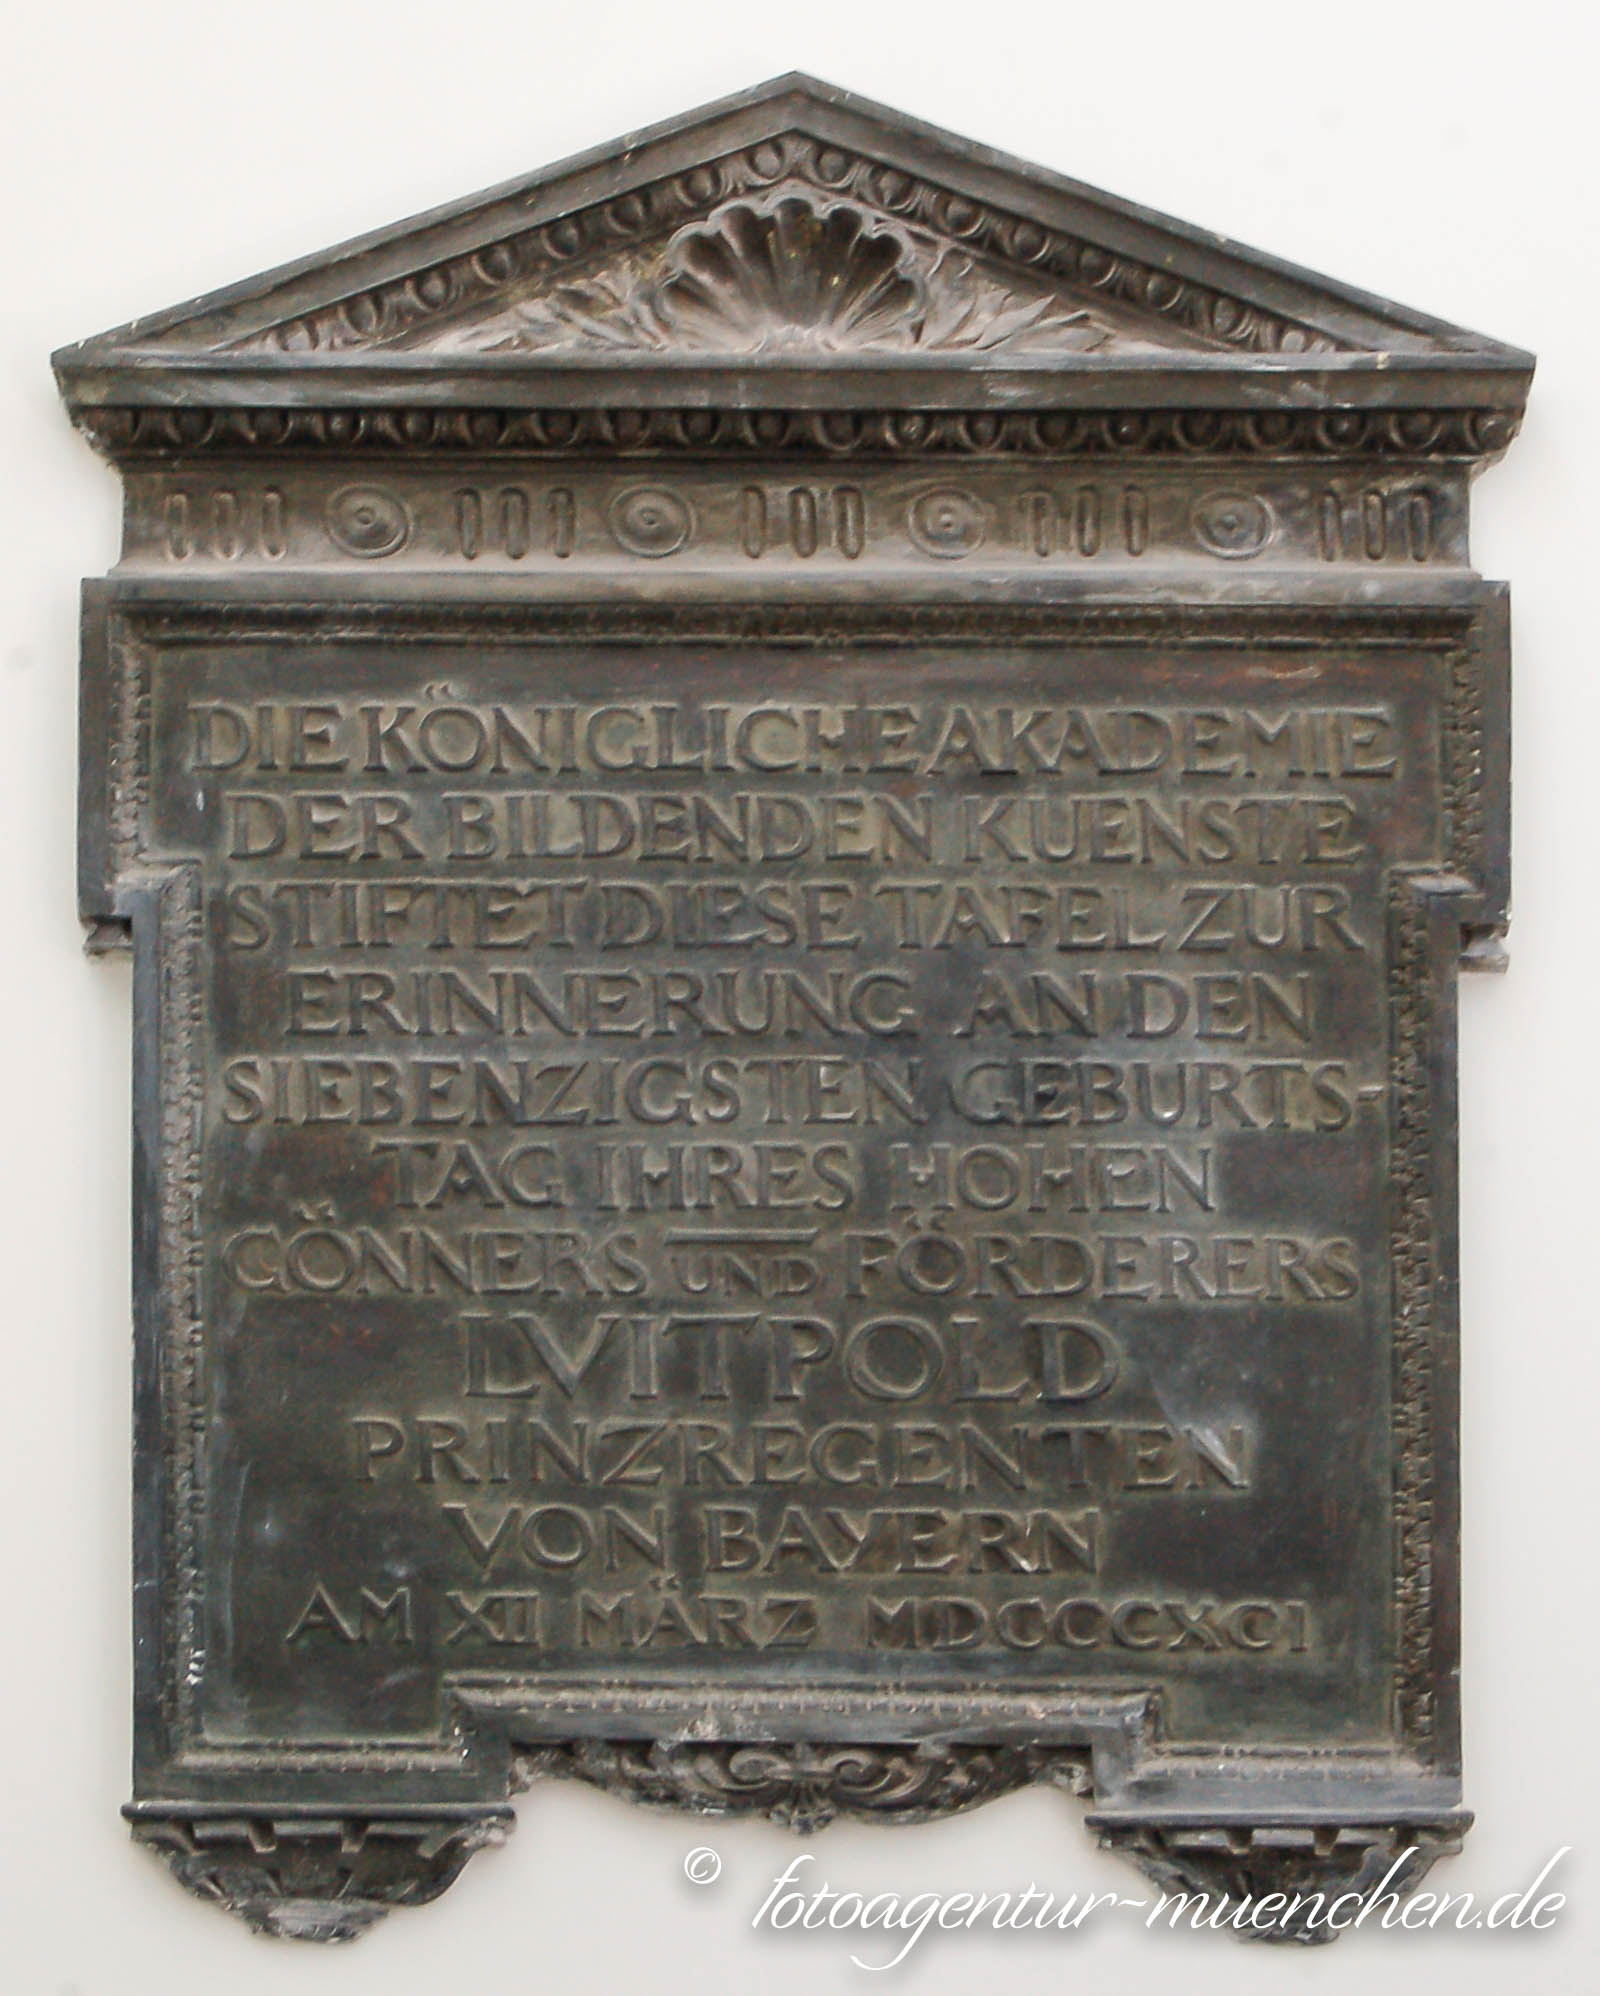 DIE KÖNIGLICHE AKADEMIE
DER BILDENDEN KUENSTE
STIFTET DIESE TAFEL ZUR
ERINNERUNG AN DEN
SIEBENZIGSTEN GEBURTS-
TAG IHRES HOHEN
GÖNNERS UND FÖRDERERS
LVITPOLD
PRINZREGENTEN
VON BAYERN
AM XII MÄRZ MDCCCXCI
© fotoagentur-muenchen.de